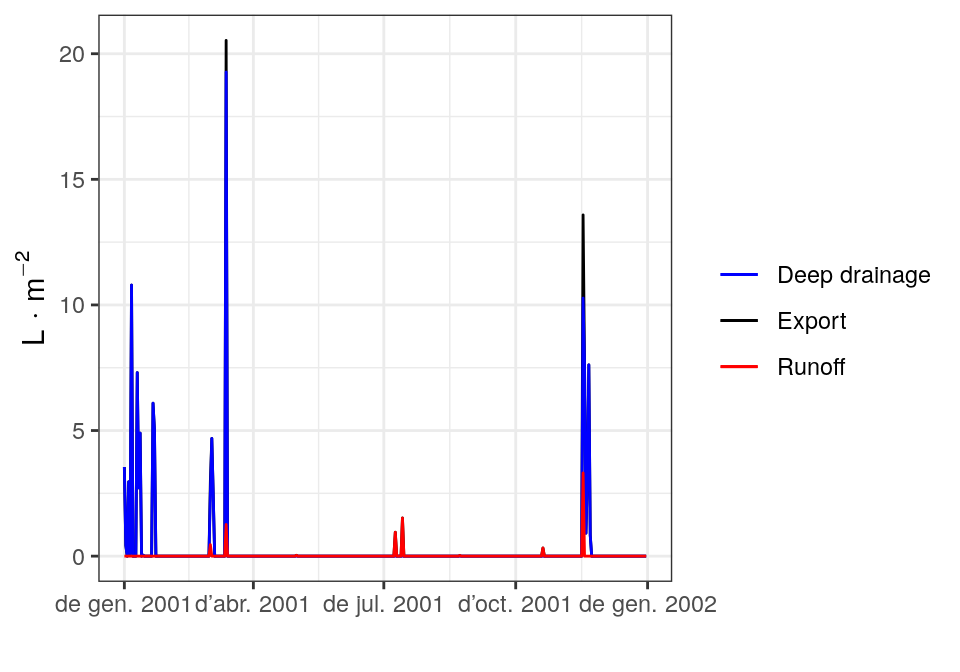 20
15
10
5
0
L · m⁻²
de gen. 2001 d’abr. 2001 de jul. 2001 d’oct. 2001 de gen. 2002
Deep drainage
Export
Runoff